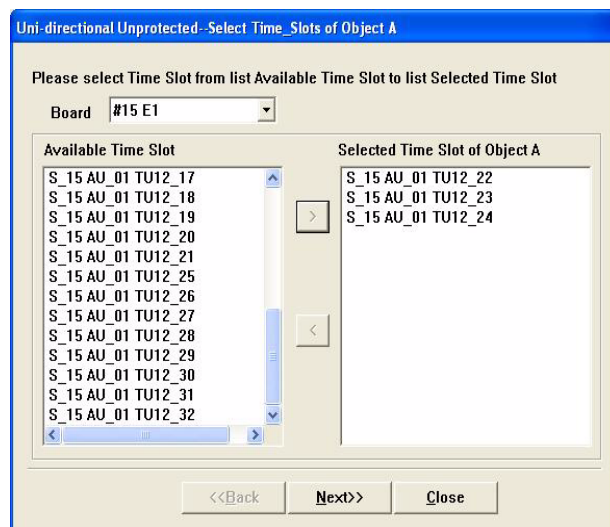 Uni-directional Unprotected--Select Time_Slots of Object A
Please select Time Slot from list Available Time Slot to list Selected Time Slot
Board #15 E1
Available Time Slot
S_15 AU_01 TU12_17
S_15 AU_01 TU12_18
S_15 AU_01 TU12_19
S_15 AU_01 TU12_20
S_15 AU_01 TU12_21
S_15 AU_01 TU12_25
S_15 AU_01 TU12_26
S_15 AU_01 TU12_27
S_15 AU_01 TU12_28
S_15 AU_01 TU12_29
S_15 AU_01 TU12_30
S_15 AU_01 TU12_31
S_15 AU_01 TU12_32
>
<
Selected Time Slot of Object A
S_15 AU_01 TU12_22
S_15 AU_01 TU12_23
S_15 AU_01 TU12_24
<<Back Next>> Close